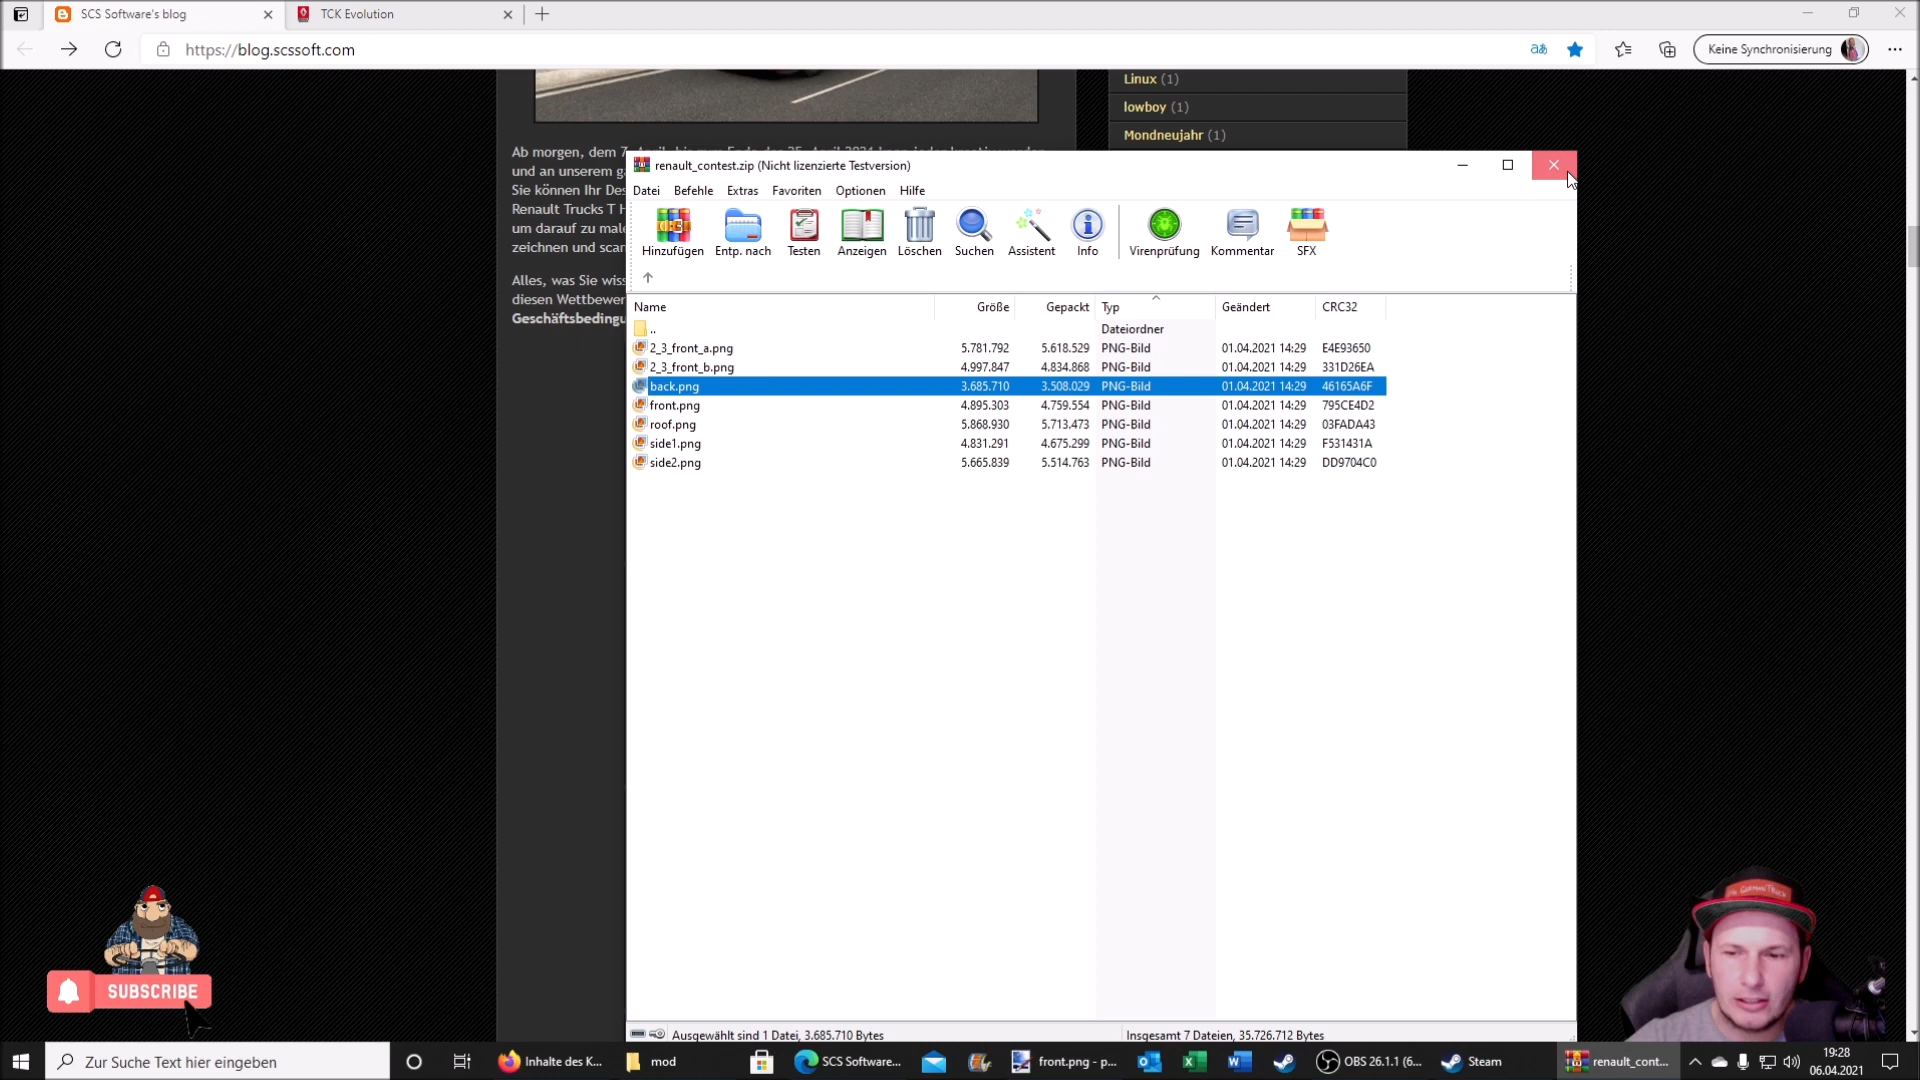 SCS Software's blog
TCK Evolution
https://blog.scssoft.com
Keine Synchronisierung
Linux (1)
lowboy (1)
Mondneujahr (1)
und an unserem
Sie können Ihr Des
Renault Trucks T H
um darauf zu mal
zeichnen und scan
Alles, was Sie wiss
diesen Wettbewer
Geschäftsbedingu
renault_contest.zip (Nicht lizenzierte Testversion)
Datei Befehle Extras Favoriten Optionen Hilfe
Hinzufügen Entp. nach Testen Anzeigen Löschen Suchen Assistent Info Virenprüfung Kommentar SFX
Name Größe Gepackt Typ Geändert CRC32
.. Dateiordner
2_3_front_a.png 5.781.792 5.618.529 PNG-Bild 01.04.2021 14:29 E4E93650
2_3_front_b.png 4.997.847 4.834.868 PNG-Bild 01.04.2021 14:29 331D26EA
back.png 3.685.710 3.508.029 PNG-Bild 01.04.2021 14:29 46165A6F
front.png 4.895.303 4.759.554 PNG-Bild 01.04.2021 14:29 795CE4D2
roof.png 5.868.930 5.713.473 PNG-Bild 01.04.2021 14:29 03FADA43
side1.png 4.831.291 4.675.299 PNG-Bild 01.04.2021 14:29 F531431A
side2.png 5.665.839 5.514.763 PNG-Bild 01.04.2021 14:29 DD9704C0
SUBSCRIBE
Ausgewählt sind 1 Datei, 3.685.710 Bytes
Insgesamt 7 Dateien, 35.726.712 Bytes
Zur Suche Text hier eingeben
Inhalte des K...
mod
SCS Software...
front.png - p...
OBS 26.1.1 (6...
Steam
renault_cont...
19:28
06.04.2021